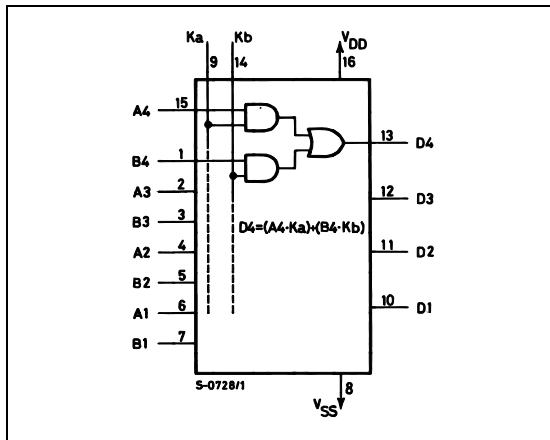 Ka Kb VDD
9 14 16
A4 15
13 D4
B4 1
A3 2
12 D3
B3 3
D4=(A4·Ka)+(B4·Kb)
A2 4
11 D2
B2 5
A1 6
10 D1
B1 7
S-0728/1
8
VSS